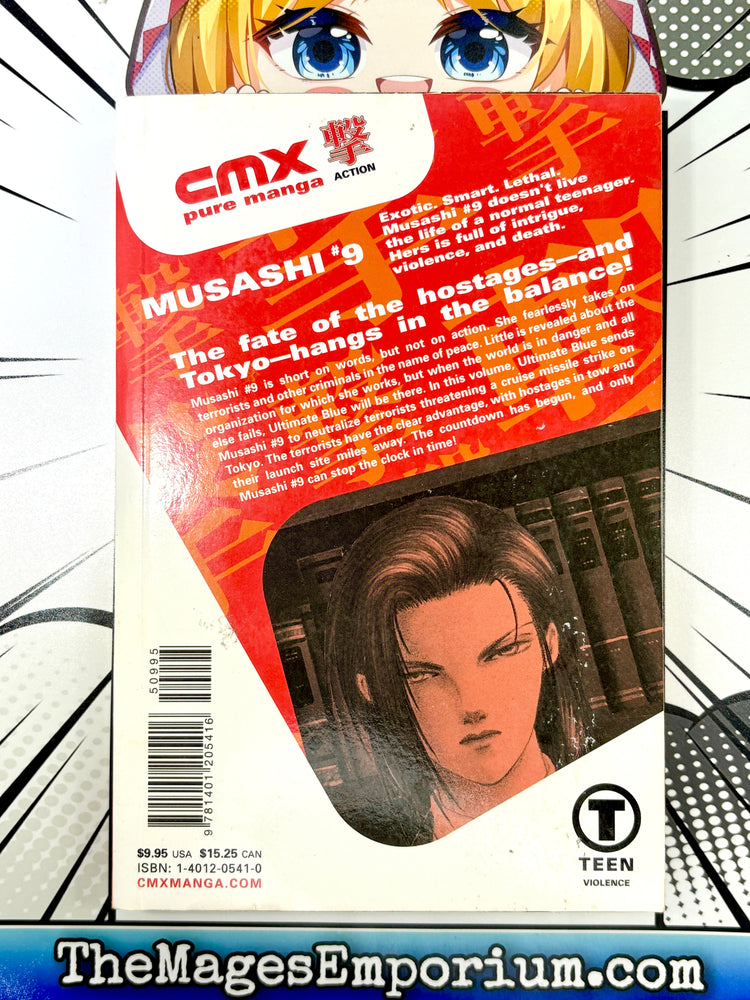 cmx 撃
pure manga ACTION
Exotic. Smart. Lethal.
Musashi #9 doesn't live
the life of a normal teenager.
Hers is full of intrigue,
violence, and death.
MUSASHI #9
The fate of the hostages—and
Tokyo—hangs in the balance!
Musashi #9 is short on words, but not on action. She fearlessly takes on
terrorists and other criminals in the name of peace. Little is revealed about the
organization for which she works, but when the world is in danger and all
else fails, Ultimate Blue will be there. In this volume, Ultimate Blue sends
Musashi #9 to neutralize terrorists threatening a cruise missile strike on
Tokyo. The terrorists have the clear advantage, with hostages in tow and
their launch site miles away. The countdown has begun, and only
Musashi #9 can stop the clock in time!
50995
9 781401 205416
$9.95 USA $15.25 CAN
ISBN: 1-4012-0541-0
CMXMANGA.COM
T
TEEN
VIOLENCE
TheMagesEmporium.com